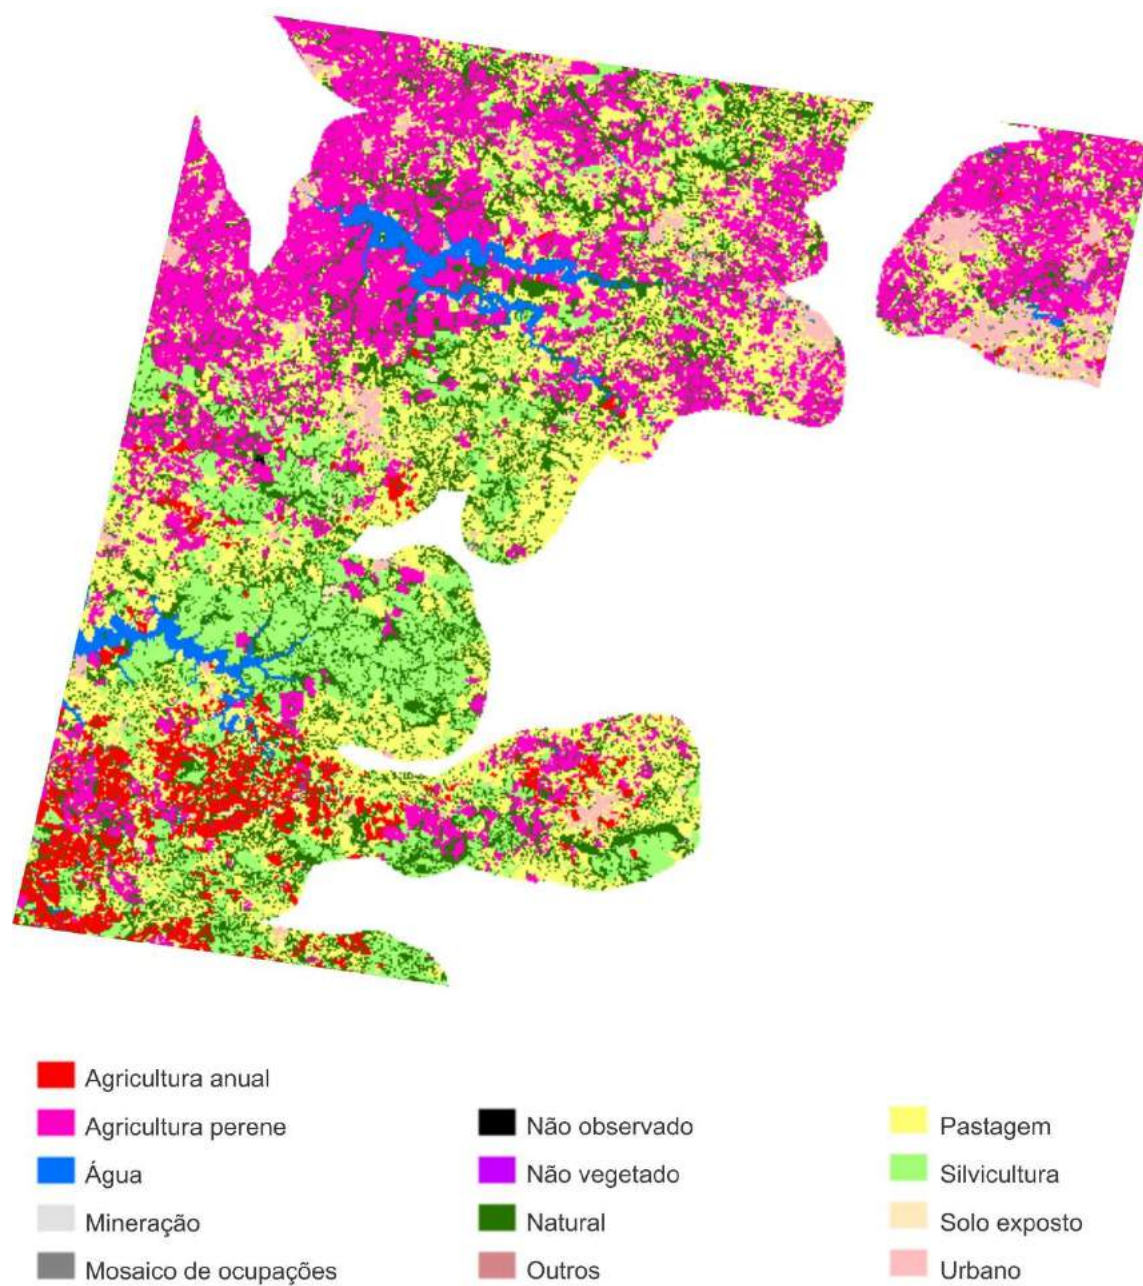 Agricultura anual
Agricultura perene
Água
Mineração
Mosaico de ocupações
Não observado
Não vegetado
Natural
Outros
Pastagem
Silvicultura
Solo exposto
Urbano